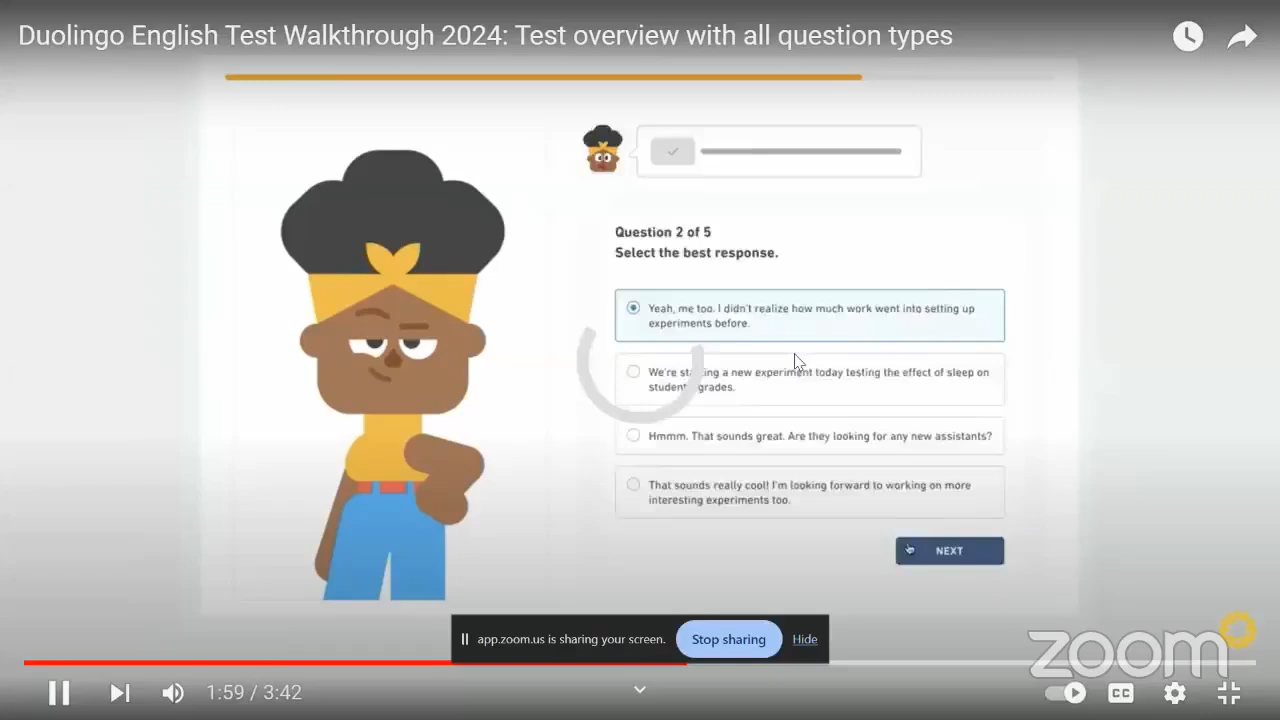 Duolingo English Test Walkthrough 2024: Test overview with all question types
Question 2 of 5
Select the best response.
Yeah, me too. I didn't realize how much work went into setting up
experiments before.
We're sta ing a new experiment today testing the effect of sleep on
student grades.
Hmmm. That sounds great. Are they looking for any new assistants?
That sounds really cool! I'm looking forward to working on more
interesting experiments too.
NEXT
app.zoom.us is sharing your screen. Stop sharing Hide
zoom
1:59 / 3:42
CC